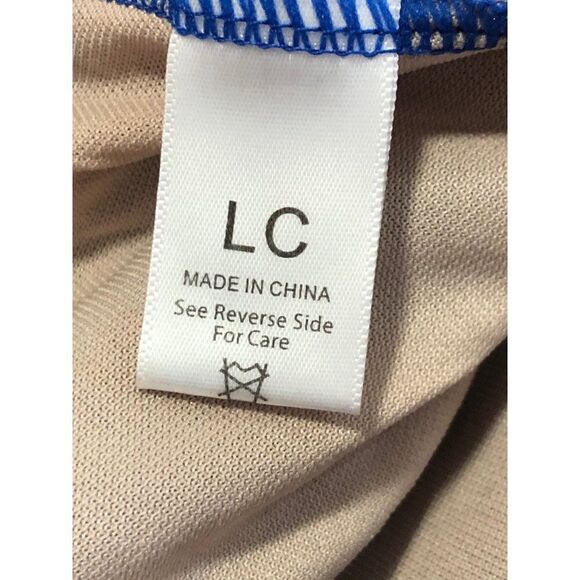 LC
MADE IN CHINA
See Reverse Side
For Care